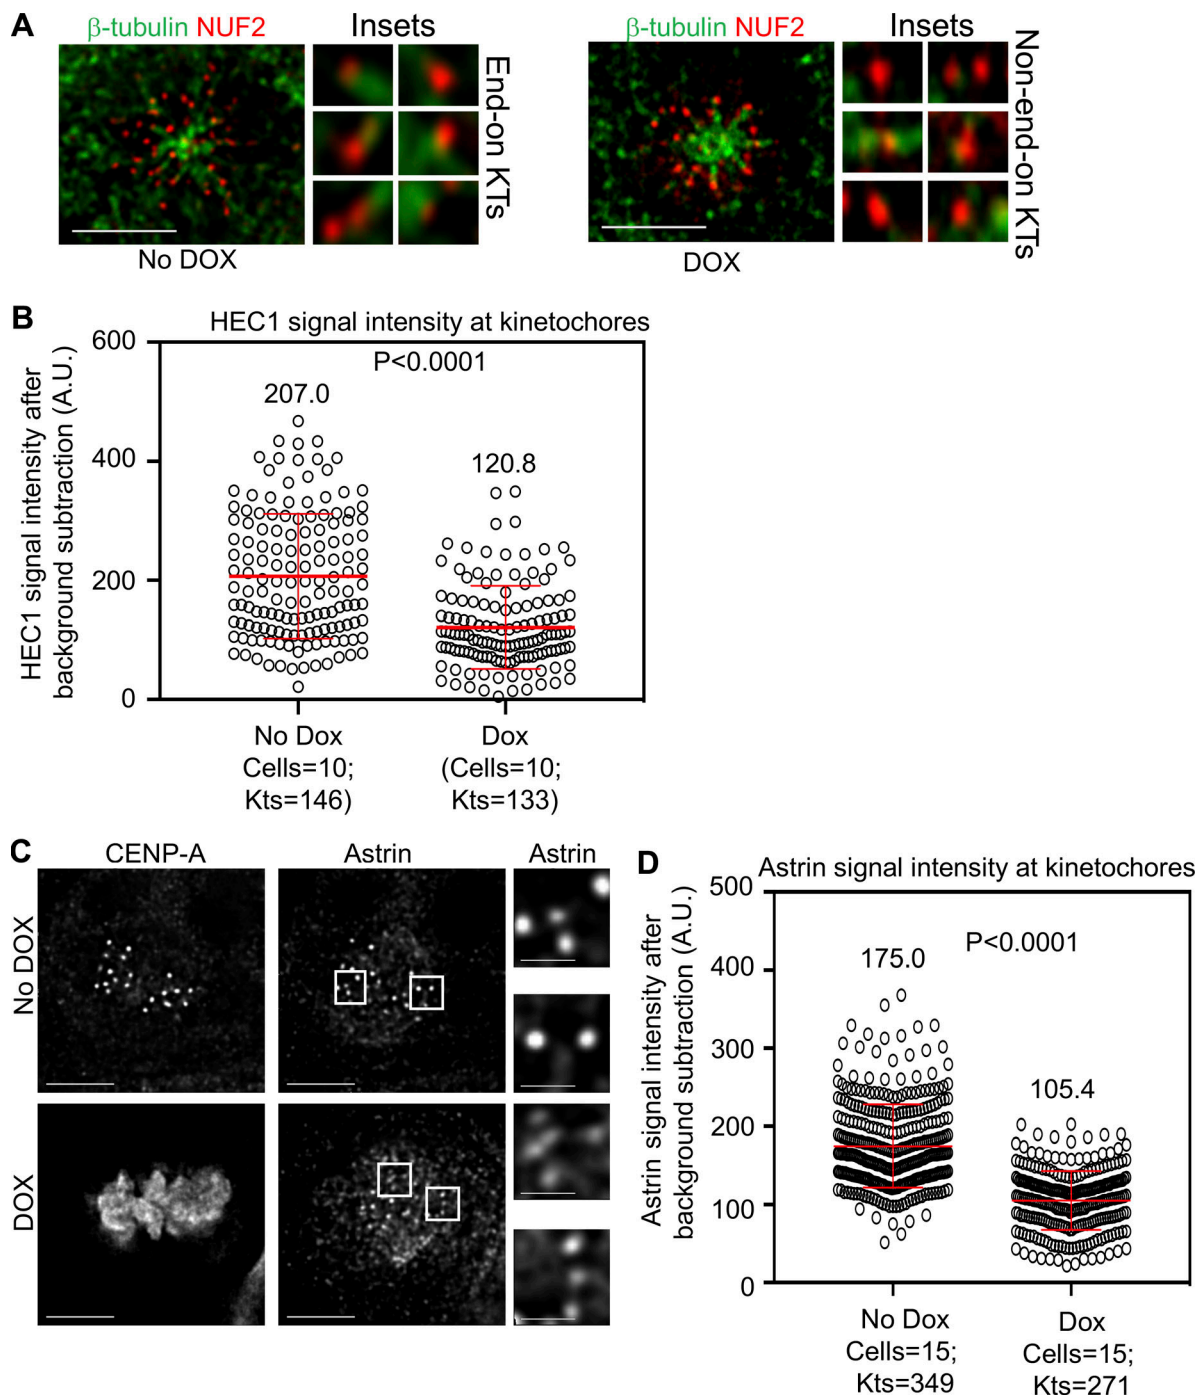 A
β-tubulin NUF2
Insets
End-on KTs
No DOX
β-tubulin NUF2
Insets
Non-end-on KTs
DOX
B
HEC1 signal intensity at kinetochores
HEC1 signal intensity after
background subtraction (A.U.)
600
400
200
0
P<0.0001
207.0
120.8
No Dox
Cells=10;
Kts=146)
Dox
(Cells=10;
Kts=133)
C
CENP-A
Astrin
Astrin
No DOX
DOX
D
Astrin signal intensity at kinetochores
Astrin signal intensity after
background subtraction (A.U.)
500
400
300
200
100
0
P<0.0001
175.0
105.4
No Dox
Cells=15;
Kts=349
Dox
Cells=15;
Kts=271